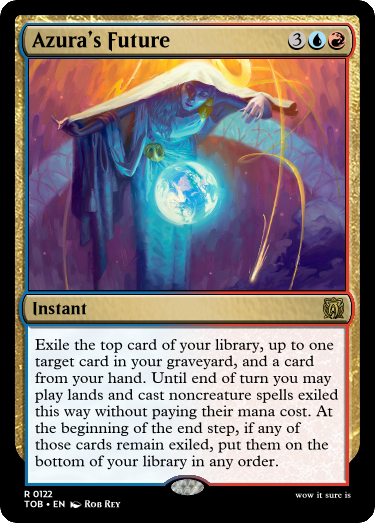 Azura's Future 3
Instant
Exile the top card of your library, up to one
target card in your graveyard, and a card
from your hand. Until end of turn you may
play lands and cast noncreature spells exiled
this way without paying their mana cost. At
the beginning of the end step, if any of
those cards remain exiled, put them on the
bottom of your library in any order.
R 0122
TOB • EN Rob Rey
wow it sure is